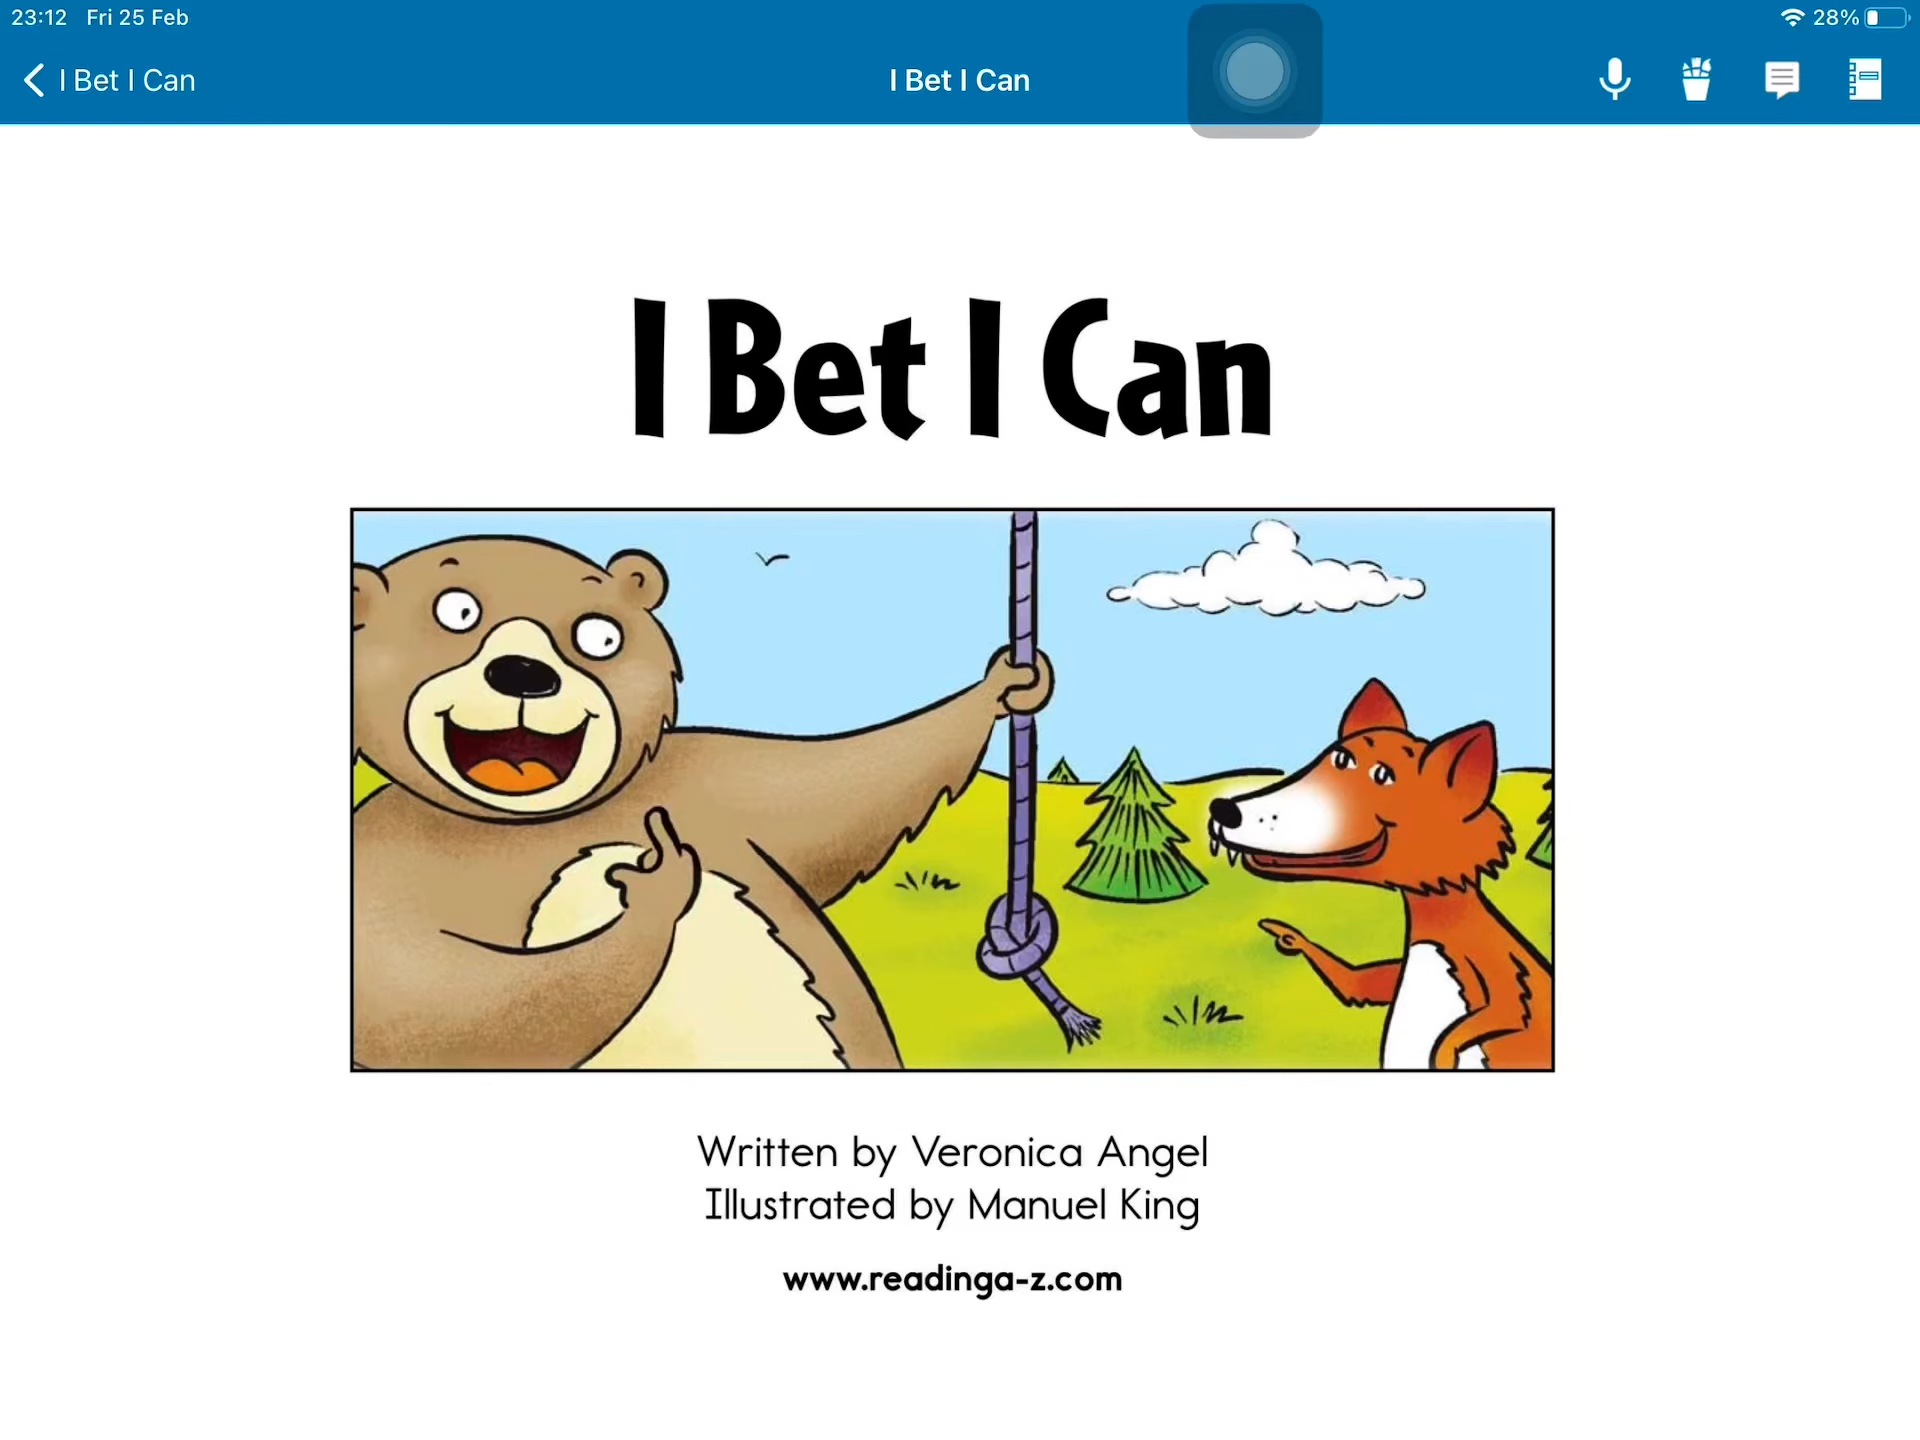 23:12 Fri 25 Feb
28%
I Bet I Can
I Bet I Can
I Bet I Can
Written by Veronica Angel
Illustrated by Manuel King
www.readinga-z.com